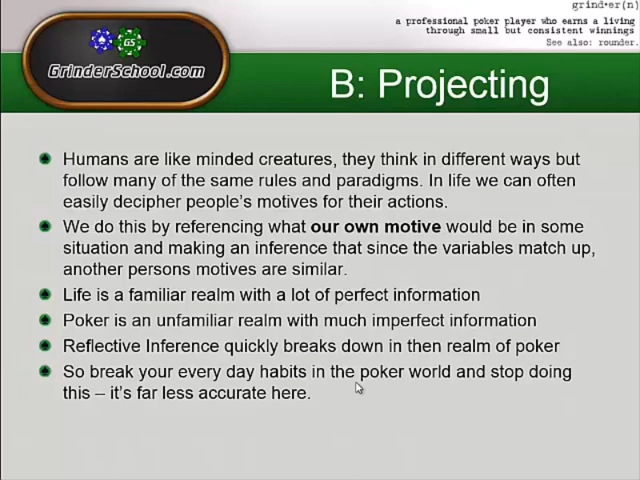 grind•er(n)
a professional poker player who earns a living
through small but consistent winnings
See also: rounder.
GS
GrinderSchool.com
B: Projecting
Humans are like minded creatures, they think in different ways but
follow many of the same rules and paradigms. In life we can often
easily decipher people's motives for their actions.
We do this by referencing what our own motive would be in some
situation and making an inference that since the variables match up,
another persons motives are similar.
Life is a familiar realm with a lot of perfect information
Poker is an unfamiliar realm with much imperfect information
Reflective Inference quickly breaks down in then realm of poker
So break your every day habits in the poker world and stop doing
this – it's far less accurate here.